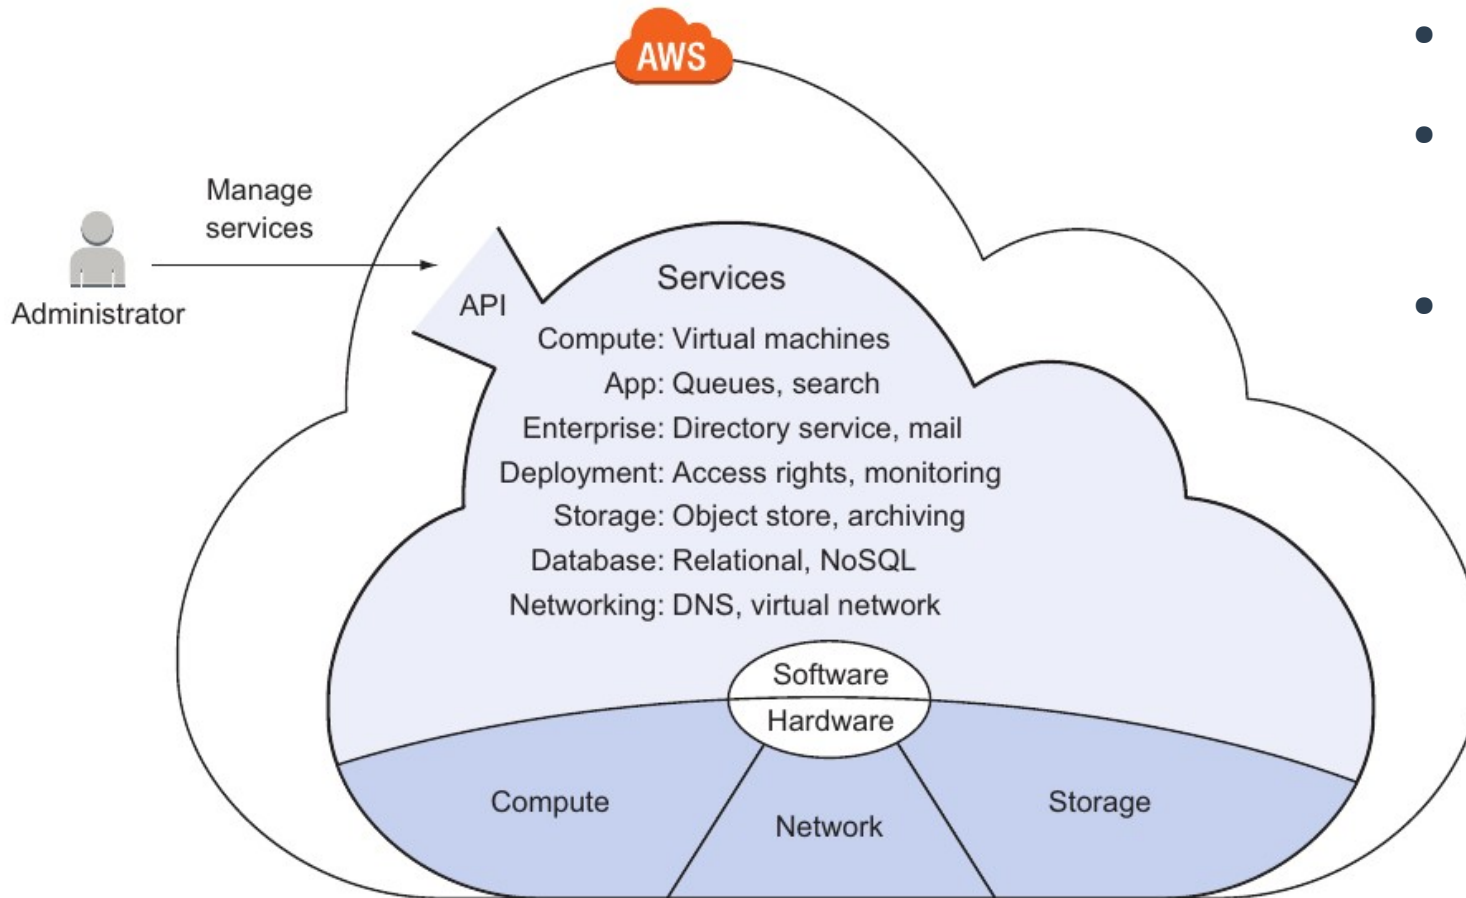 AWS
Manage
services
Administrator
API
Services
Compute: Virtual machines
App: Queues, search
Enterprise: Directory service, mail
Deployment: Access rights, monitoring
Storage: Object store, archiving
Database: Relational, NoSQL
Networking: DNS, virtual network
Software
Hardware
Compute
Network
Storage